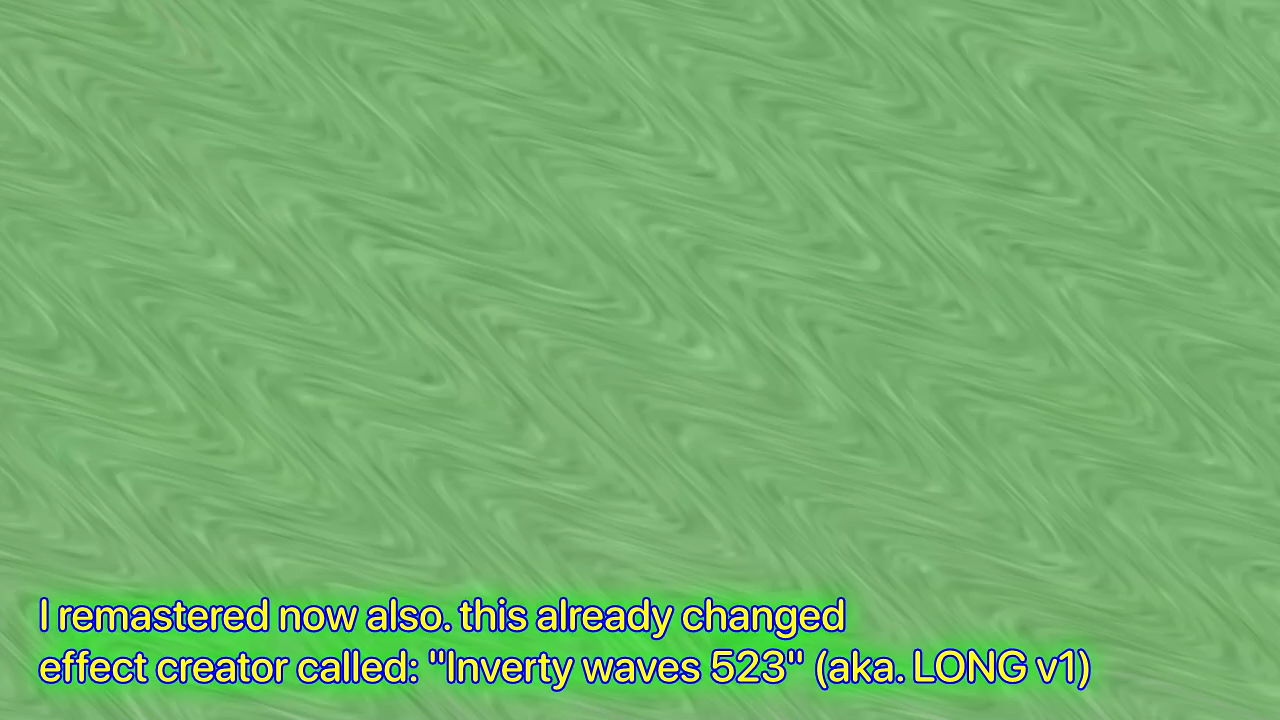 I remastered now also. this already changed
effect creator called: "Inverty waves 523" (aka. LONG v1)